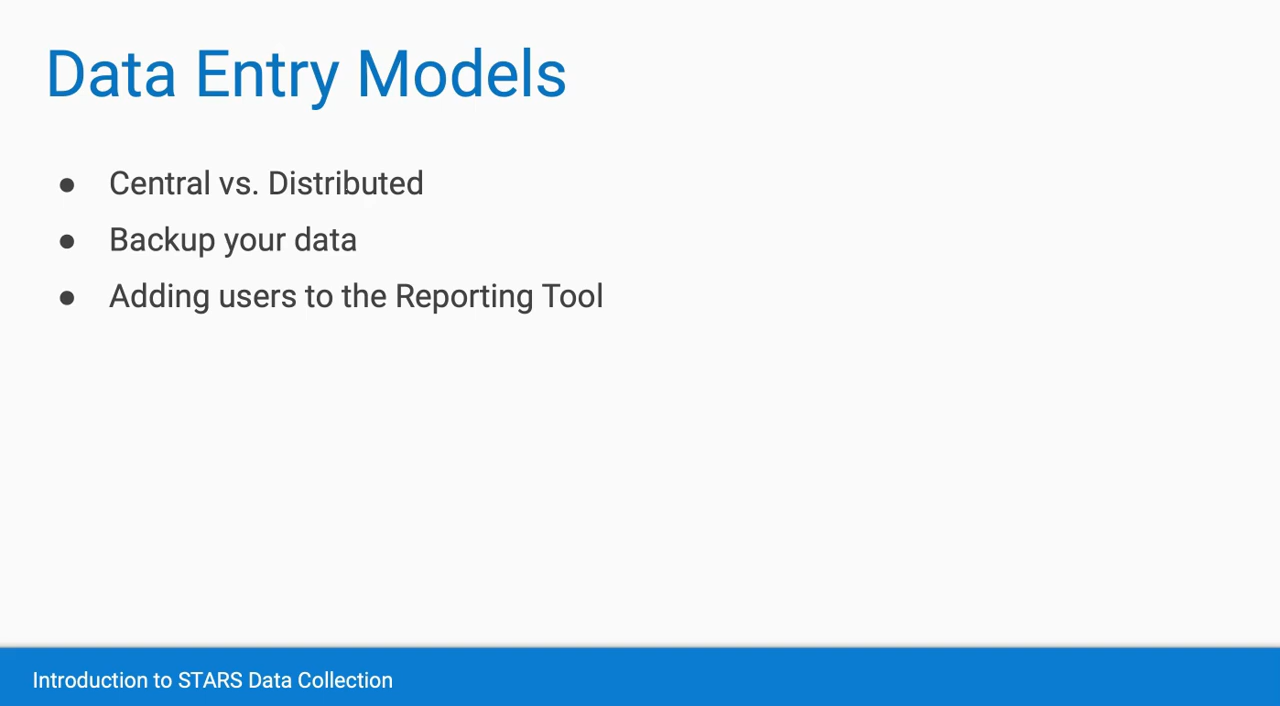 Data Entry Models
● Central vs. Distributed
● Backup your data
● Adding users to the Reporting Tool
Introduction to STARS Data Collection